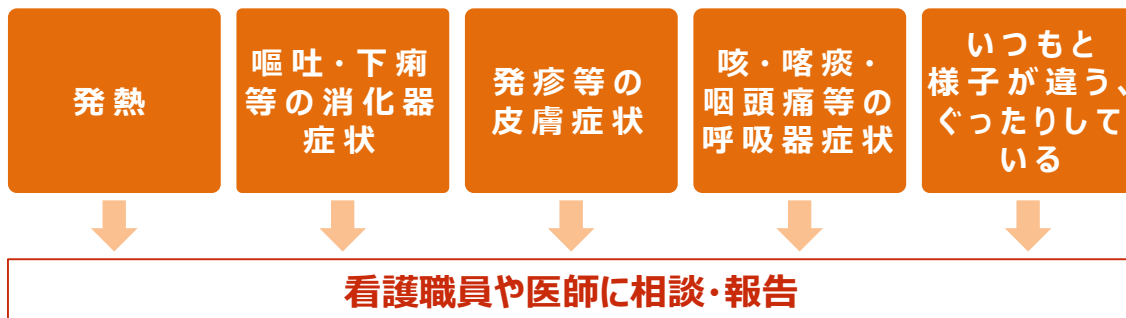 発熱
嘔吐・下痢
等の消化器
症状
発疹等の
皮膚症状
咳・喀痰・
咽頭痛等の
呼吸器症状
いつもと
様子が違う、
ぐったりして
いる
看護職員や医師に相談・報告